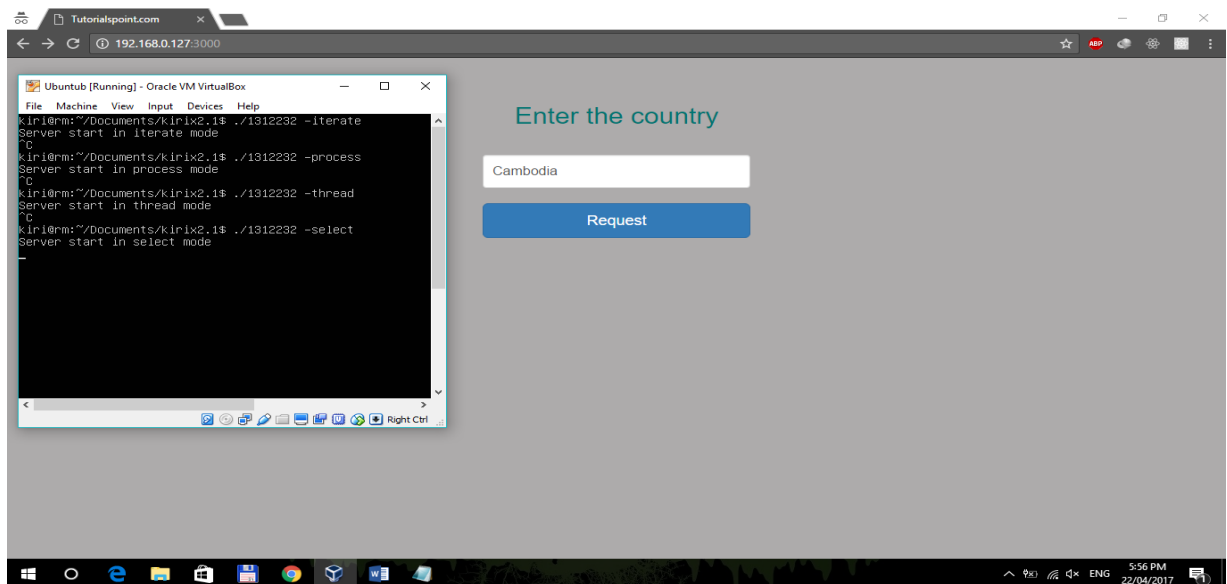 Tutorialspoint.com
192.168.0.127:3000
ABP
Ubuntub [Running] - Oracle VM VirtualBox
File Machine View Input Devices Help
kiri@rm:~/Documents/kirix2.1$ ./1312232 -iterate
Server start in iterate mode
^C
kiri@rm:~/Documents/kirix2.1$ ./1312232 -process
Server start in process mode
^C
kiri@rm:~/Documents/kirix2.1$ ./1312232 -thread
Server start in thread mode
^C
kiri@rm:~/Documents/kirix2.1$ ./1312232 -select
Server start in select mode
Right Ctrl
Enter the country
Cambodia
Request
ENG
5:56 PM
22/04/2017